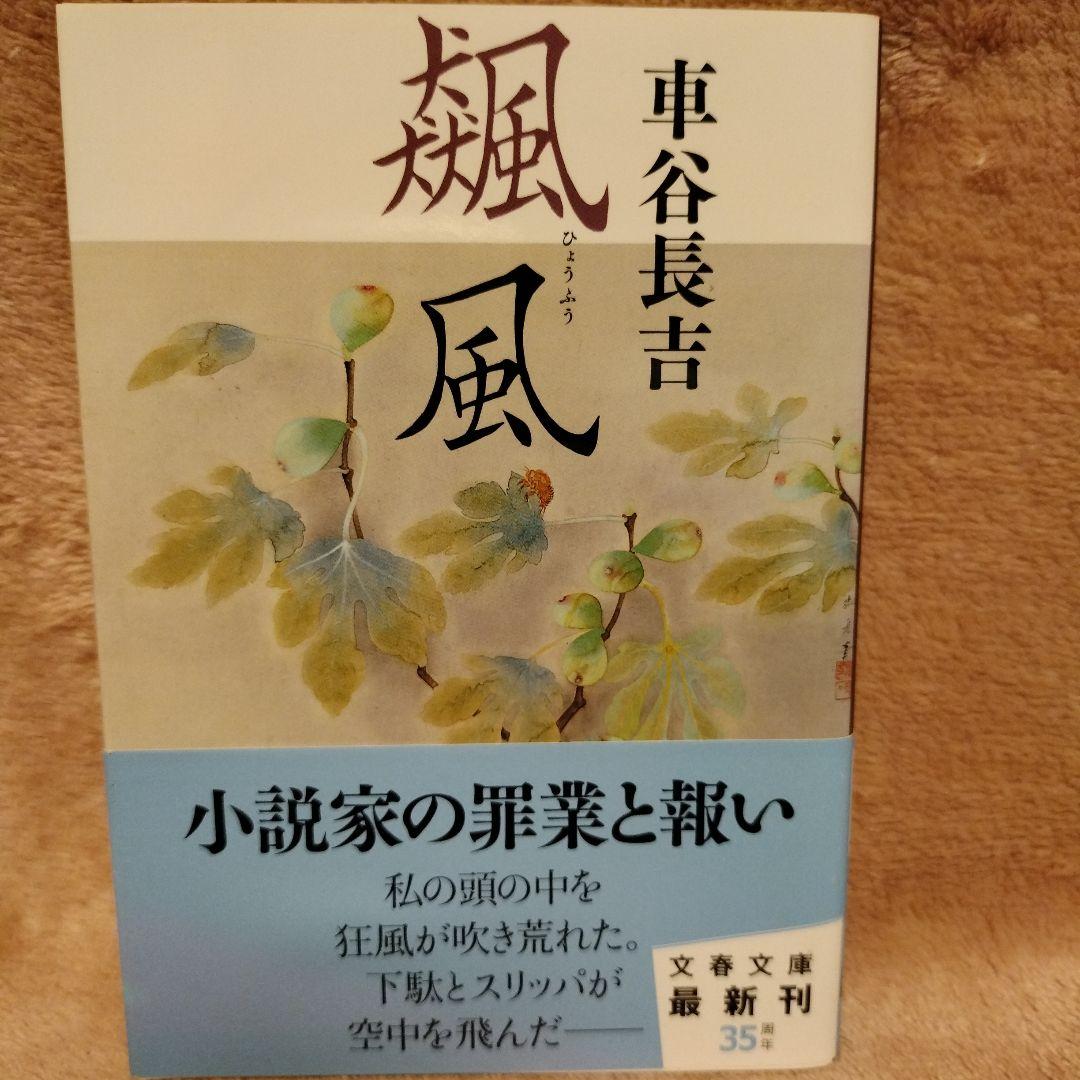 車谷長吉
飆風
ひょうふう
小説家の罪業と報い
私の頭の中を
狂風が吹き荒れた。
下駄とスリッパが
空中を飛んだ——
文春文庫
最新刊
35周年